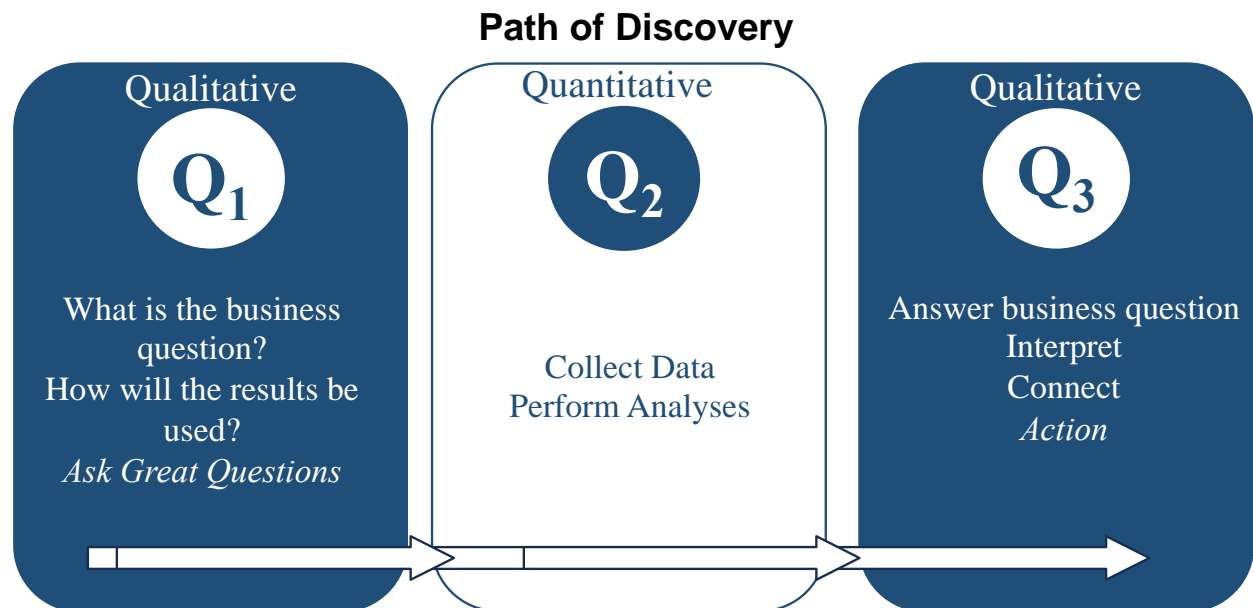 Path of Discovery
Qualitative
Q1
What is the business
question?
How will the results be
used?
Ask Great Questions
Quantitative
Q2
Collect Data
Perform Analyses
Qualitative
Q3
Answer business question
Interpret
Connect
Action